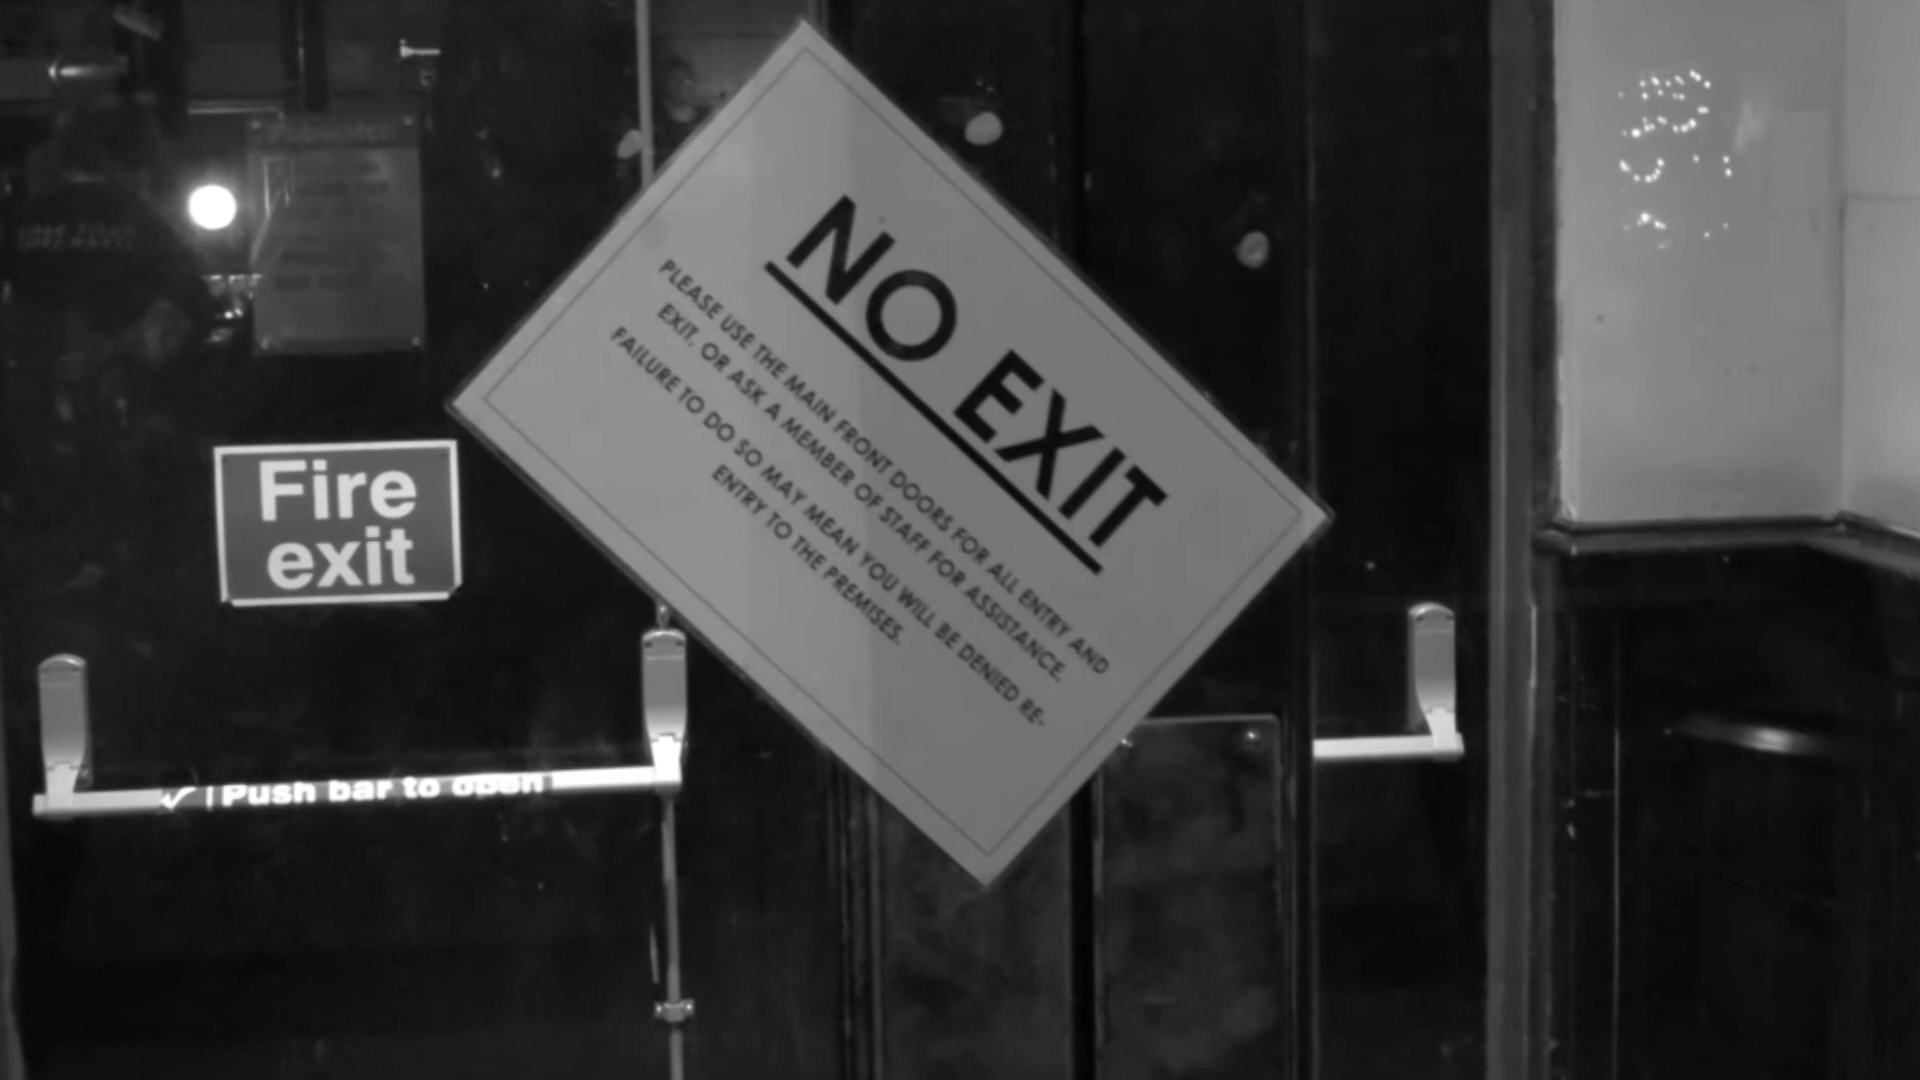 NO EXIT
PLEASE USE THE MAIN FRONT DOORS FOR ALL ENTRY AND
EXIT, OR ASK A MEMBER OF STAFF FOR ASSISTANCE.
FAILURE TO DO SO MAY MEAN YOU WILL BE DENIED RE-
ENTRY TO THE PREMISES.
Fire
exit
Push bar to open